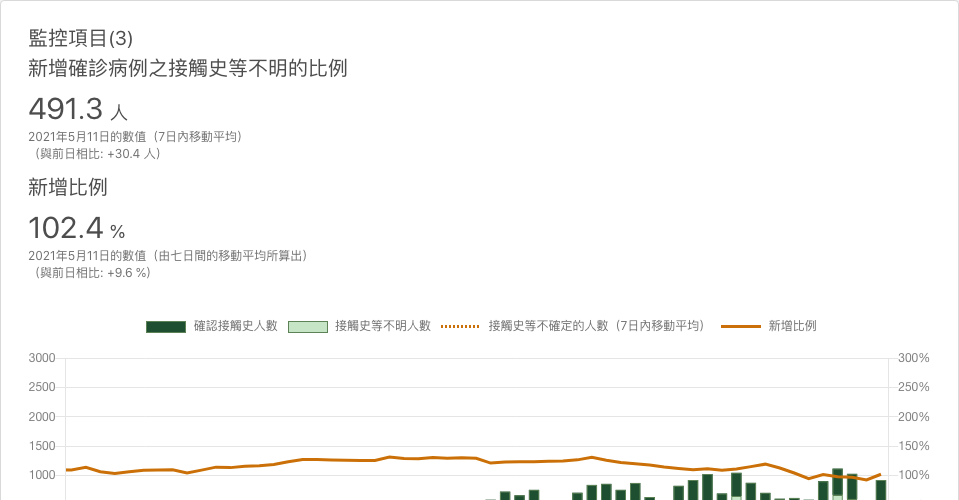 監控項目(3)
新增確診病例之接觸史等不明的比例
491.3 人
2021年5月11日的數值（7日內移動平均）
（與前日相比: +30.4 人）
新增比例
102.4 %
2021年5月11日的數值（由七日間的移動平均所算出）
（與前日相比: +9.6 %）
確認接觸史人數 接觸史等不明人數 接觸史等不確定的人數（7日內移動平均） 新增比例
3000 300%
2500 250%
2000 200%
1500 150%
1000 100%